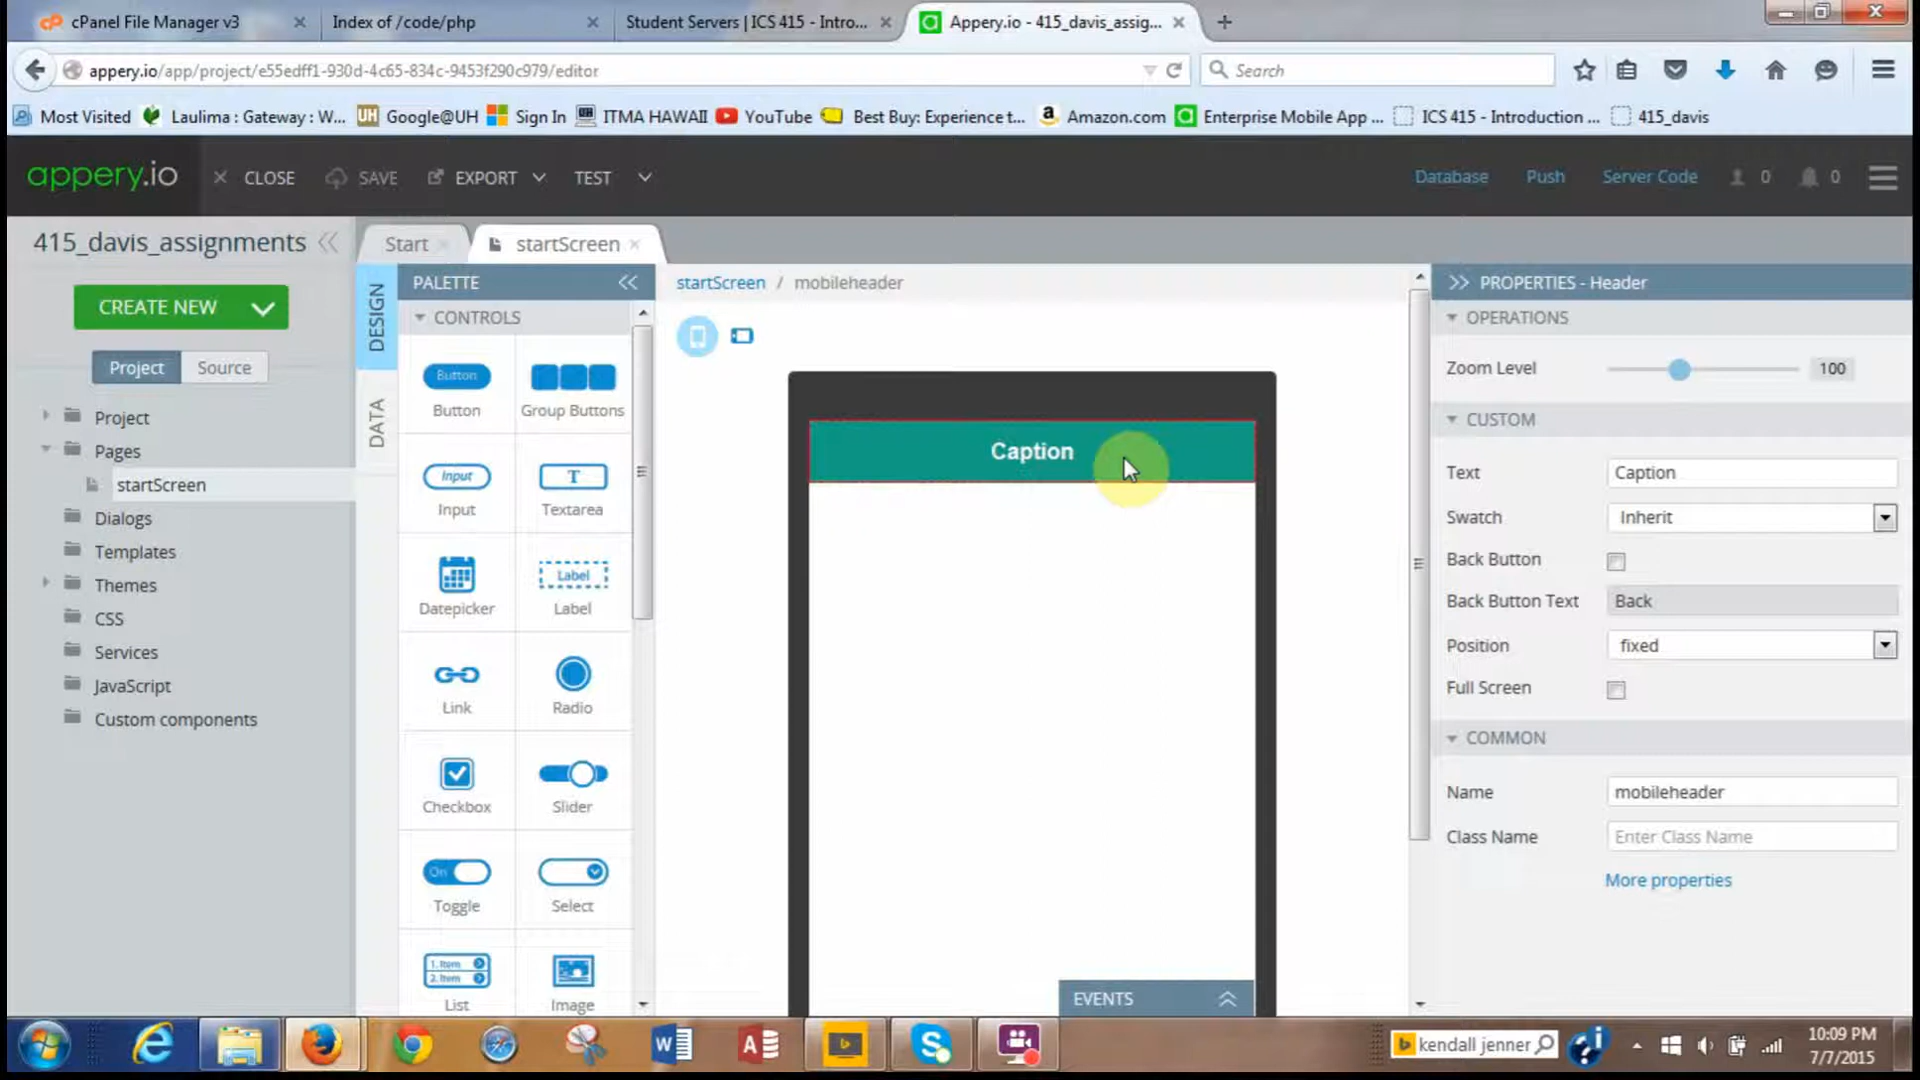 cPanel File Manager v3
Index of /code/php
Student Servers | ICS 415 - Intro...
Appery.io - 415_davis_assig...
appery.io/app/project/e55edff1-930d-4c65-834c-9453f290c979/editor
Search
Most Visited
Laulima : Gateway : W...
UH
Google@UH
Sign In
ITMA HAWAII
YouTube
Best Buy: Experience t...
Amazon.com
Enterprise Mobile App ...
ICS 415 - Introduction ...
415_davis
appery.io
CLOSE
SAVE
EXPORT
TEST
Database
Push
Server Code
0
0
415_davis_assignments
Start
startScreen
CREATE NEW
Project
Source
Project
Pages
startScreen
Dialogs
Templates
Themes
CSS
Services
JavaScript
Custom components
DESIGN
DATA
PALETTE
CONTROLS
Button
Button
Group Buttons
Input
Input
T
Textarea
Datepicker
Label
Label
Link
Radio
Checkbox
Slider
On
Toggle
Select
1. Item
2. Item
List
Image
startScreen / mobileheader
Caption
EVENTS
PROPERTIES - Header
OPERATIONS
Zoom Level
100
CUSTOM
Text
Caption
Swatch
Inherit
Back Button
Back Button Text
Back
Position
fixed
Full Screen
COMMON
Name
mobileheader
Class Name
Enter Class Name
More properties
kendall jenner
10:09 PM
7/7/2015